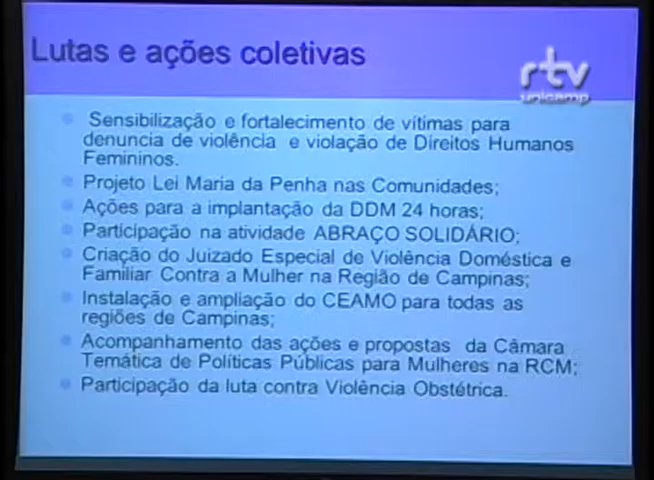 Lutas e ações coletivas
rtv
unicamp
Sensibilização e fortalecimento de vítimas para
denuncia de violência e violação de Direitos Humanos
Femininos.
Projeto Lei Maria da Penha nas Comunidades;
Ações para a implantação da DDM 24 horas;
Participação na atividade ABRAÇO SOLIDÁRIO;
Criação do Juizado Especial de Violência Doméstica e
Familiar Contra a Mulher na Região de Campinas;
Instalação e ampliação do CEAMO para todas as
regiões de Campinas;
Acompanhamento das ações e propostas da Câmara
Temática de Políticas Públicas para Mulheres na RCM;
Participação da luta contra Violência Obstétrica.